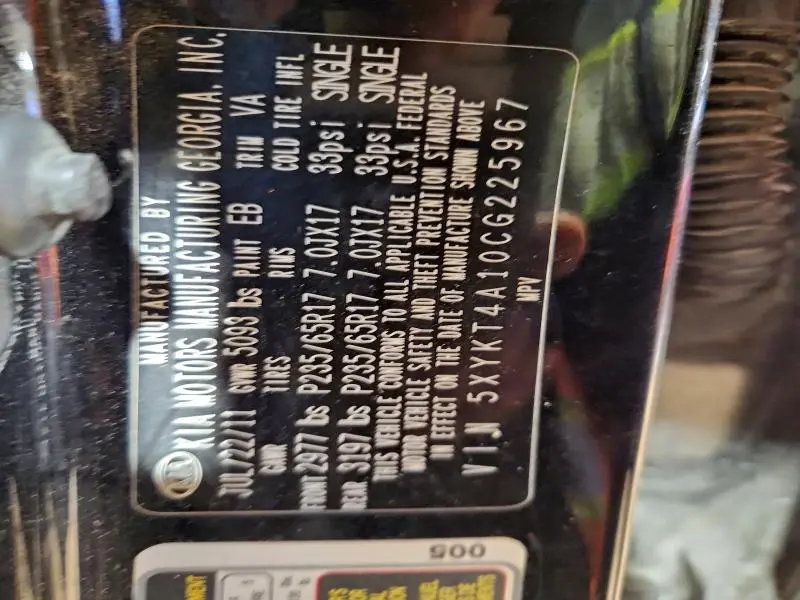 MANUFACTURED BY
KIA KIA MOTORS MANUFACTURING GEORGIA, INC.
JUL/22/11 GVWR 5093 lbs PAINT EB TRIM VA
GAWR TIRES RIMS COLD TIRE INFL
FRONT 2977 lbs P235/65R17 7.0JX17 33psi SINGLE
REAR 3197 lbs P235/65R17 7.0JX17 33psi SINGLE
THIS VEHICLE CONFORMS TO ALL APPLICABLE U.S.A. FEDERAL
MOTOR VEHICLE SAFETY AND THEFT PREVENTION STANDARDS
IN EFFECT ON THE DATE OF MANUFACTURE SHOWN ABOVE
V I N 5XYKT4A10CG225967
MPV
005